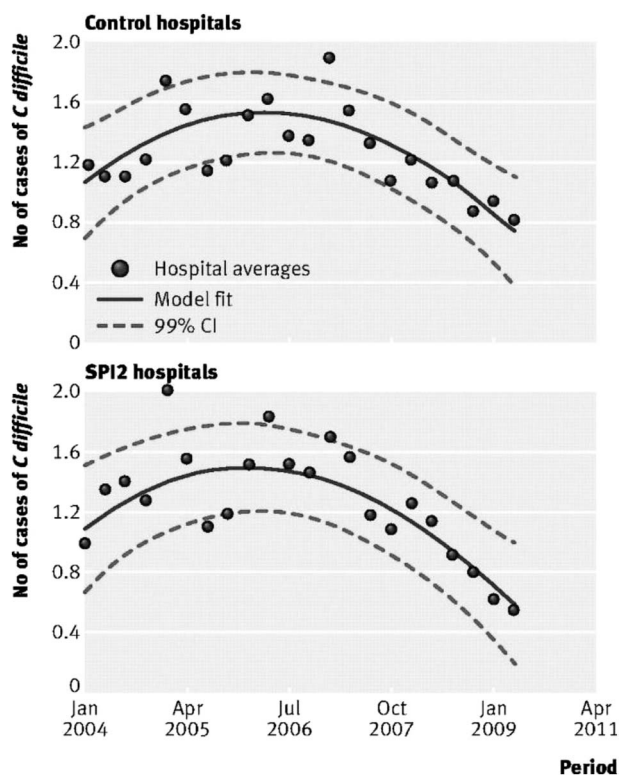 Control hospitals
No of cases of C difficile
2.0
1.6
1.2
0.8
0.4
0
Hospital averages
Model fit
99% CI
SPI2 hospitals
No of cases of C difficile
2.0
1.6
1.2
0.8
0.4
0
Jan Apr Jul Oct Jan Apr
2004 2005 2006 2007 2009 2011
Period